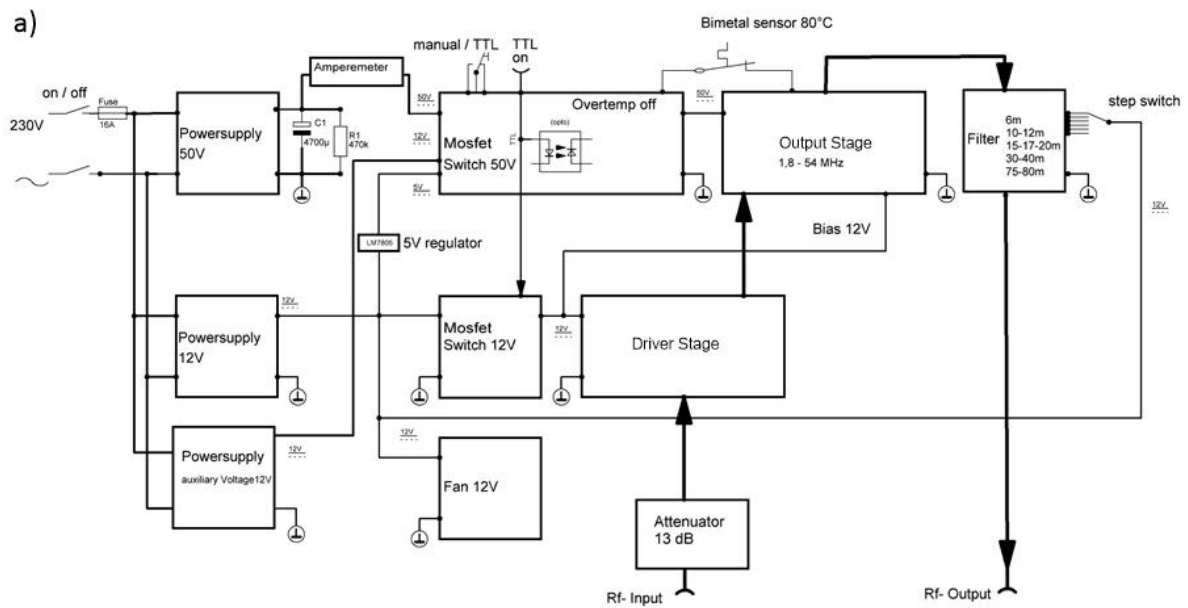 a)
on / off
Fuse
16A
230V
Powersupply
50V
C1
4700µ
R1
470k
Amperemeter
manual / TTL
TTL
on
50V
12V
5V
Mosfet
Switch 50V
Overtemp off
TTL
(opto)
Bimetal sensor 80°C
50V
Output Stage
1,8 - 54 MHz
Filter
6m
10-12m
15-17-20m
30-40m
75-80m
step switch
12V
LM7805
5V regulator
Bias 12V
Powersupply
12V
12V
Mosfet
Switch 12V
12V
Driver Stage
Powersupply
auxiliary Voltage12V
12V
12V
Fan 12V
Attenuator
13 dB
Rf- Input
Rf- Output